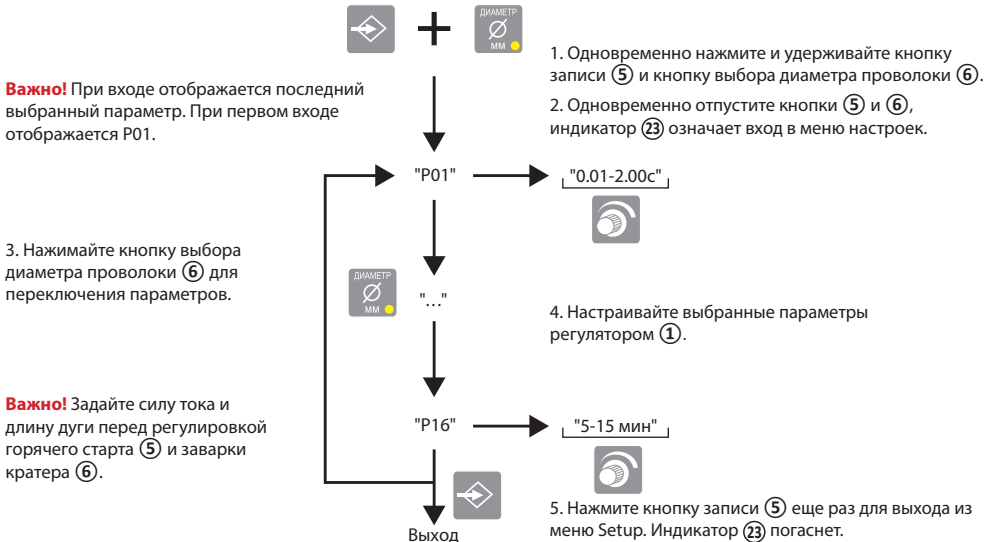 ДИАМЕТР
Ø
ММ
1. Одновременно нажмите и удерживайте кнопку
записи ⑤ и кнопку выбора диаметра проволоки ⑥.
2. Одновременно отпустите кнопки ⑤ и ⑥,
индикатор ㉓ означает вход в меню настроек.
Важно! При входе отображается последний
выбранный параметр. При первом входе
отображается P01.
"P01"
"0.01-2.00с"
3. Нажимайте кнопку выбора
диаметра проволоки ⑥ для
переключения параметров.
ДИАМЕТР
Ø
ММ
"..."
4. Настраивайте выбранные параметры
регулятором ①.
Важно! Задайте силу тока и
длину дуги перед регулировкой
горячего старта ⑤ и заварки
кратера ⑥.
"P16"
"5-15 мин"
5. Нажмите кнопку записи ⑤ еще раз для выхода из
меню Setup. Индикатор ㉓ погаснет.
Выход